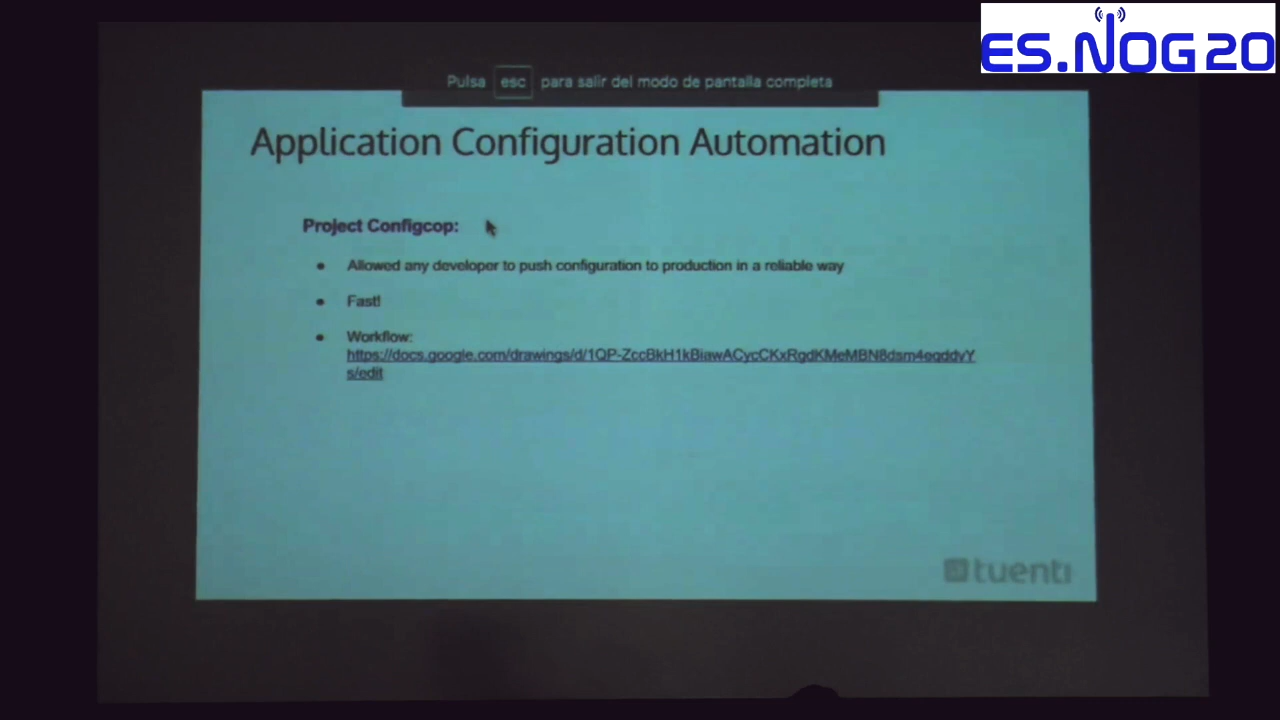 ES.NOG 20
Pulsa esc para salir del modo de pantalla completa
Application Configuration Automation
Project Configcop:
• Allowed any developer to push configuration to production in a reliable way
• Fast!
• Workflow:
https://docs.google.com/drawings/d/
s/edit
tuenti